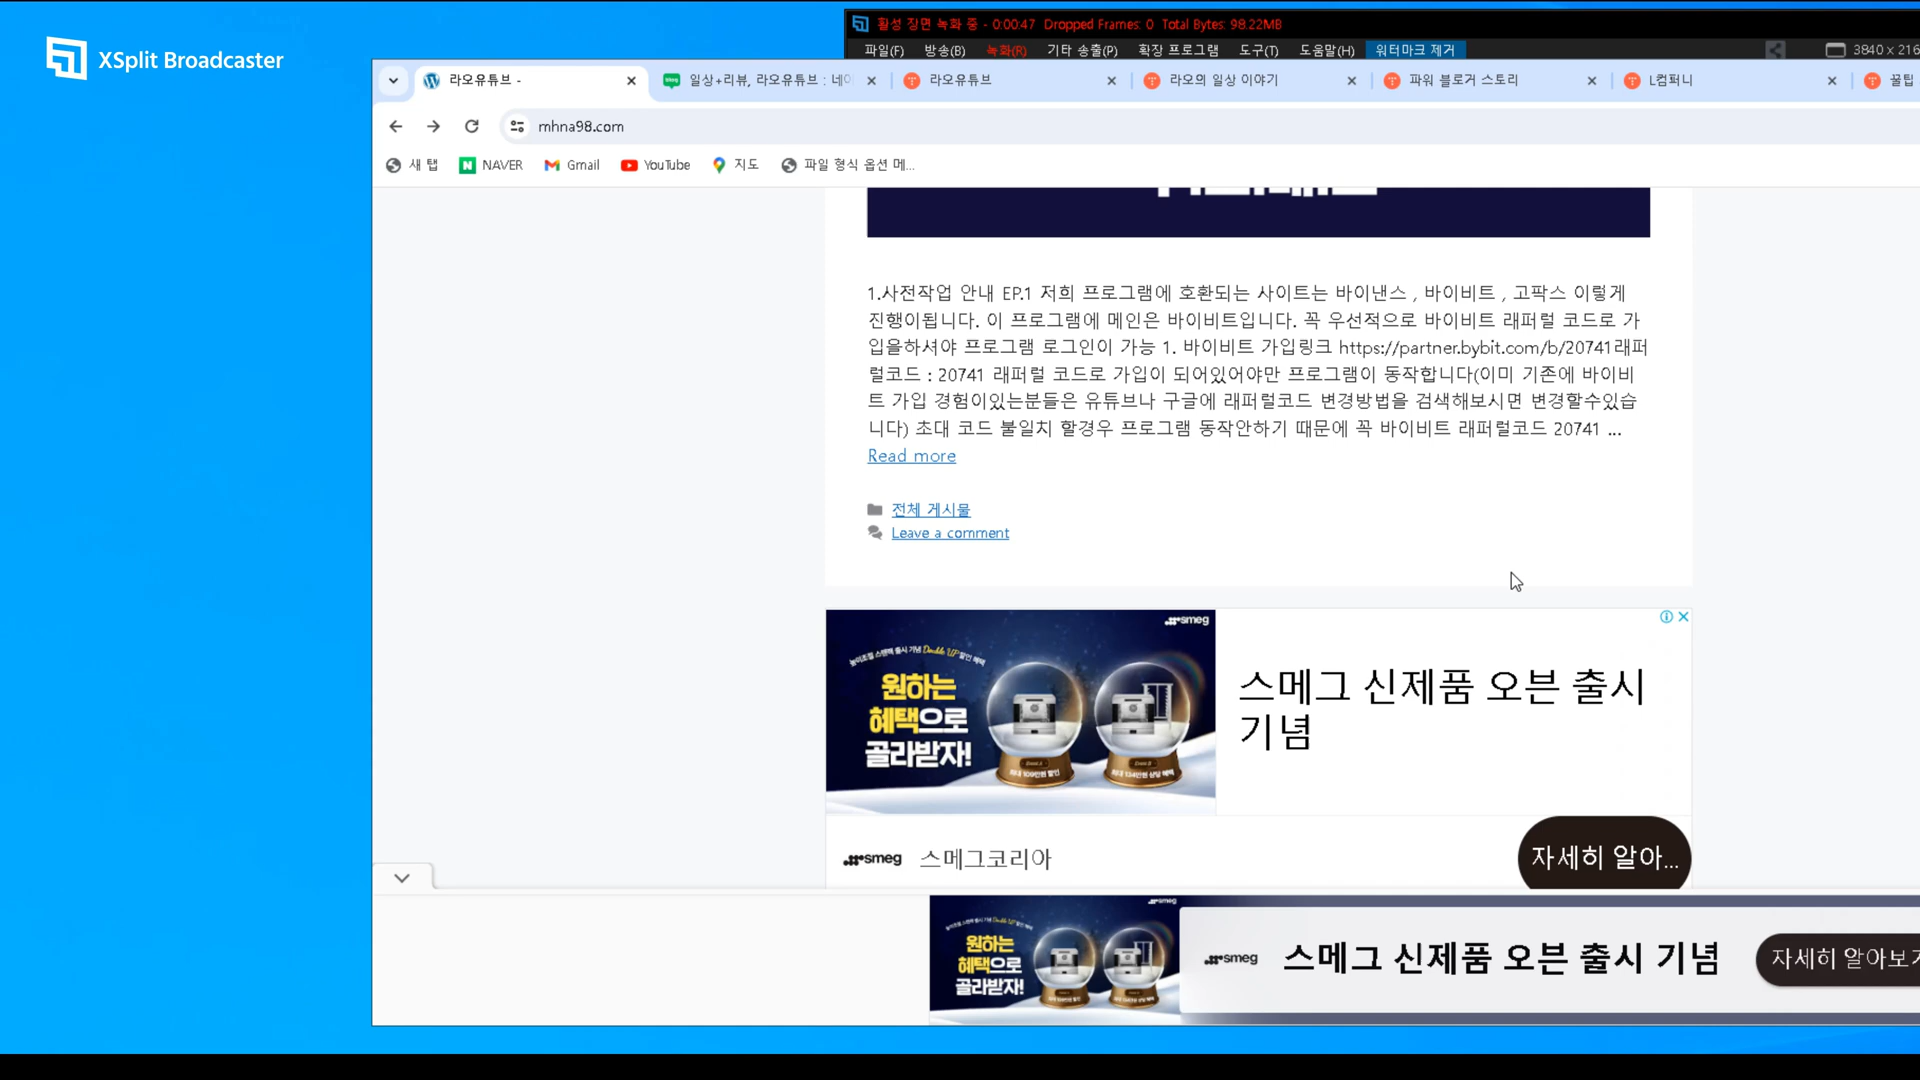 XSplit Broadcaster
활성 장면 녹화 중 - 0:00:47 Dropped Frames: 0 Total Bytes: 98.22MB
파일(F) 방송(B) 녹화(R) 기타 송출(P) 확장 프로그램 도구(T) 도움말(H) 워터마크 제거 3840 x 216
라오유튜브 -
일상+리뷰, 라오유튜브 : 네이
라오유튜브
라오의 일상 이야기
파워 블로거 스토리
L컴퍼니
꿀팁
mhna98.com
새 탭 NAVER Gmail YouTube 지도 파일 형식 옵션 메...
1.사전작업 안내 EP.1 저희 프로그램에 호환되는 사이트는 바이낸스 , 바이비트 , 고팍스 이렇게
진행이됩니다. 이 프로그램에 메인은 바이비트입니다. 꼭 우선적으로 바이비트 래퍼럴 코드로 가
입을하셔야 프로그램 로그인이 가능 1. 바이비트 가입링크 https://partner.bybit.com/b/20741래퍼
럴코드 : 20741 래퍼럴 코드로 가입이 되어있어야만 프로그램이 동작합니다(이미 기존에 바이비
트 가입 경험이있는분들은 유튜브나 구글에 래퍼럴코드 변경방법을 검색해보시면 변경할수있습
니다) 초대 코드 불일치 할경우 프로그램 동작안하기 때문에 꼭 바이비트 래퍼럴코드 20741 ...
Read more
전체 게시물
Leave a comment
smeg
원하는
혜택으로
골라받자!
스메그 신제품 오븐 출시
기념
smeg 스메그코리아
자세히 알아...
smeg
원하는
혜택으로
골라받자!
smeg 스메그 신제품 오븐 출시 기념
자세히 알아보기